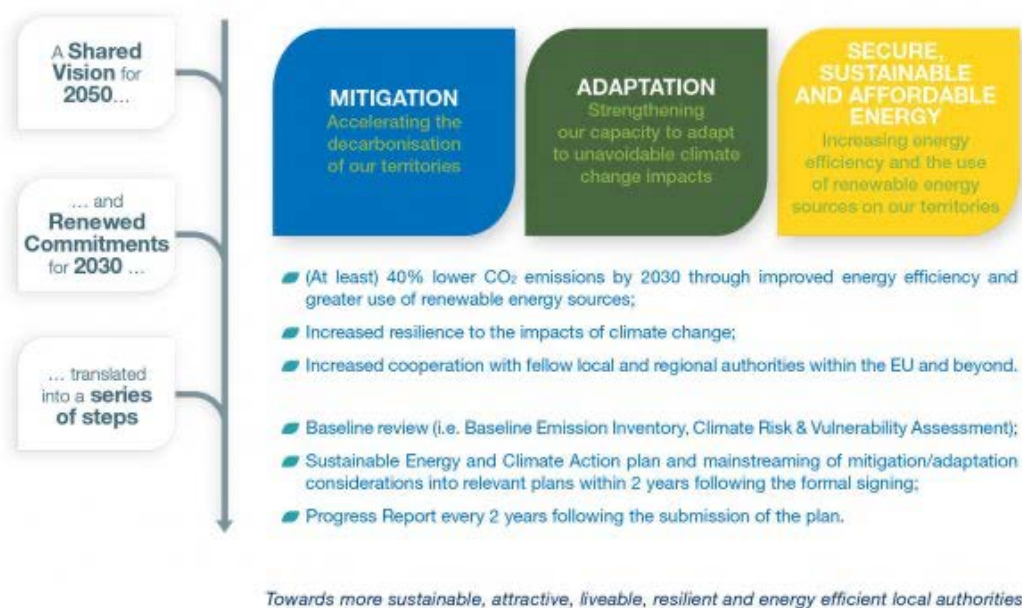 A Shared
Vision for
2050...
MITIGATION
Accelerating the
decarbonisation
of our territories
ADAPTATION
Strengthening
our capacity to adapt
to unavoidable climate
change impacts
SECURE,
SUSTAINABLE
AND AFFORDABLE
ENERGY
Increasing energy
efficiency and the use
of renewable energy
sources on our territories
... and
Renewed
Commitments
for 2030 ...
(At least) 40% lower CO₂ emissions by 2030 through improved energy efficiency and
greater use of renewable energy sources;
Increased resilience to the impacts of climate change;
Increased cooperation with fellow local and regional authorities within the EU and beyond.
... translated
into a series
of steps
Baseline review (i.e. Baseline Emission Inventory, Climate Risk & Vulnerability Assessment);
Sustainable Energy and Climate Action plan and mainstreaming of mitigation/adaptation
considerations into relevant plans within 2 years following the formal signing;
Progress Report every 2 years following the submission of the plan.
Towards more sustainable, attractive, liveable, resilient and energy efficient local authorities